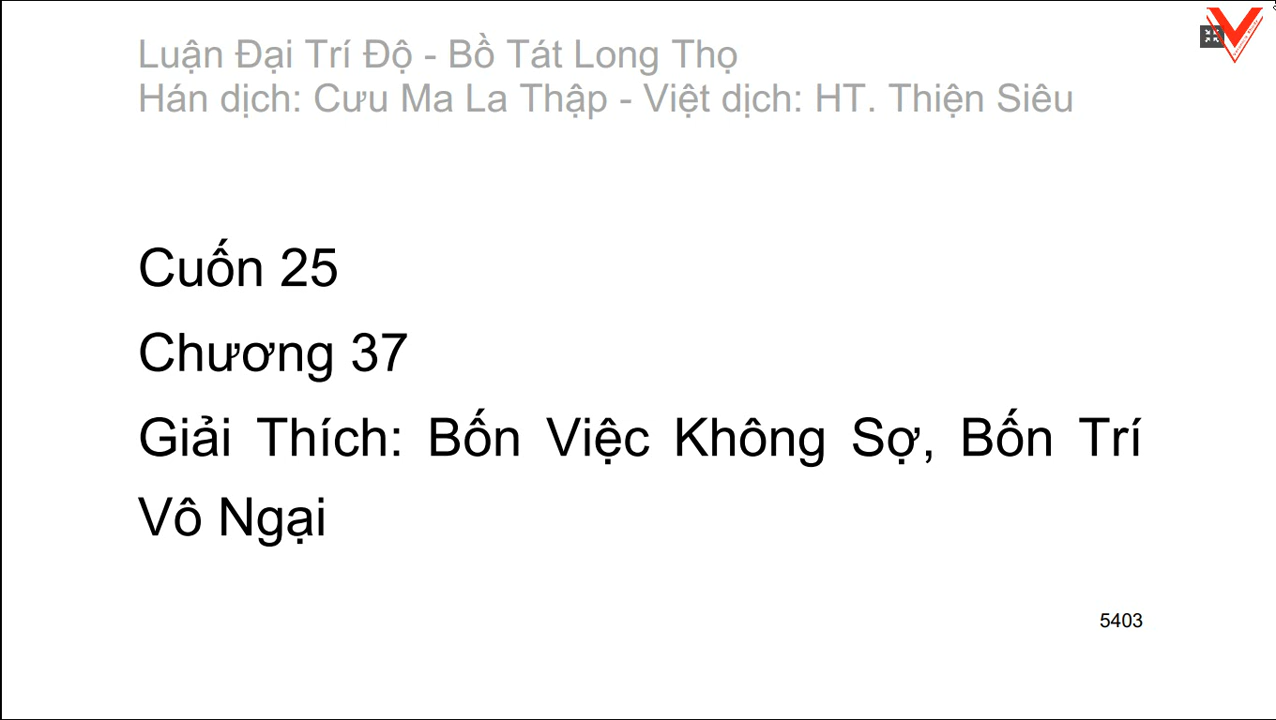 Luận Đại Trí Độ - Bồ Tát Long Thọ
Hán dịch: Cưu Ma La Thập - Việt dịch: HT. Thiện Siêu
Cuốn 25
Chương 37
Giải Thích: Bốn Việc Không Sợ, Bốn Trí
Vô Ngại
5403